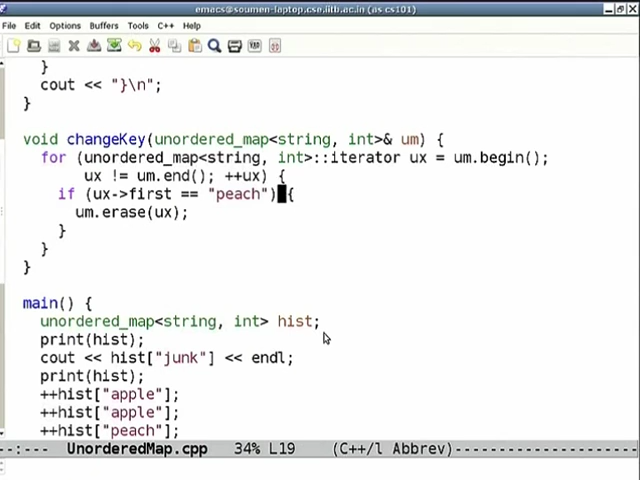 emacs@soumen-laptop.cse.iitb.ac.in (as cs101)
File Edit Options Buffers Tools C++ Help
}
cout << "}\n";
}
void changeKey(unordered_map<string, int>& um) {
for (unordered_map<string, int>::iterator ux = um.begin();
ux != um.end(); ++ux) {
if (ux->first == "peach") {
um.erase(ux);
}
}
}
main() {
unordered_map<string, int> hist;
print(hist);
cout << hist["junk"] << endl;
print(hist);
++hist["apple"];
++hist["apple"];
++hist["peach"];
--:--- UnorderedMap.cpp 34% L19 (C++/l Abbrev)